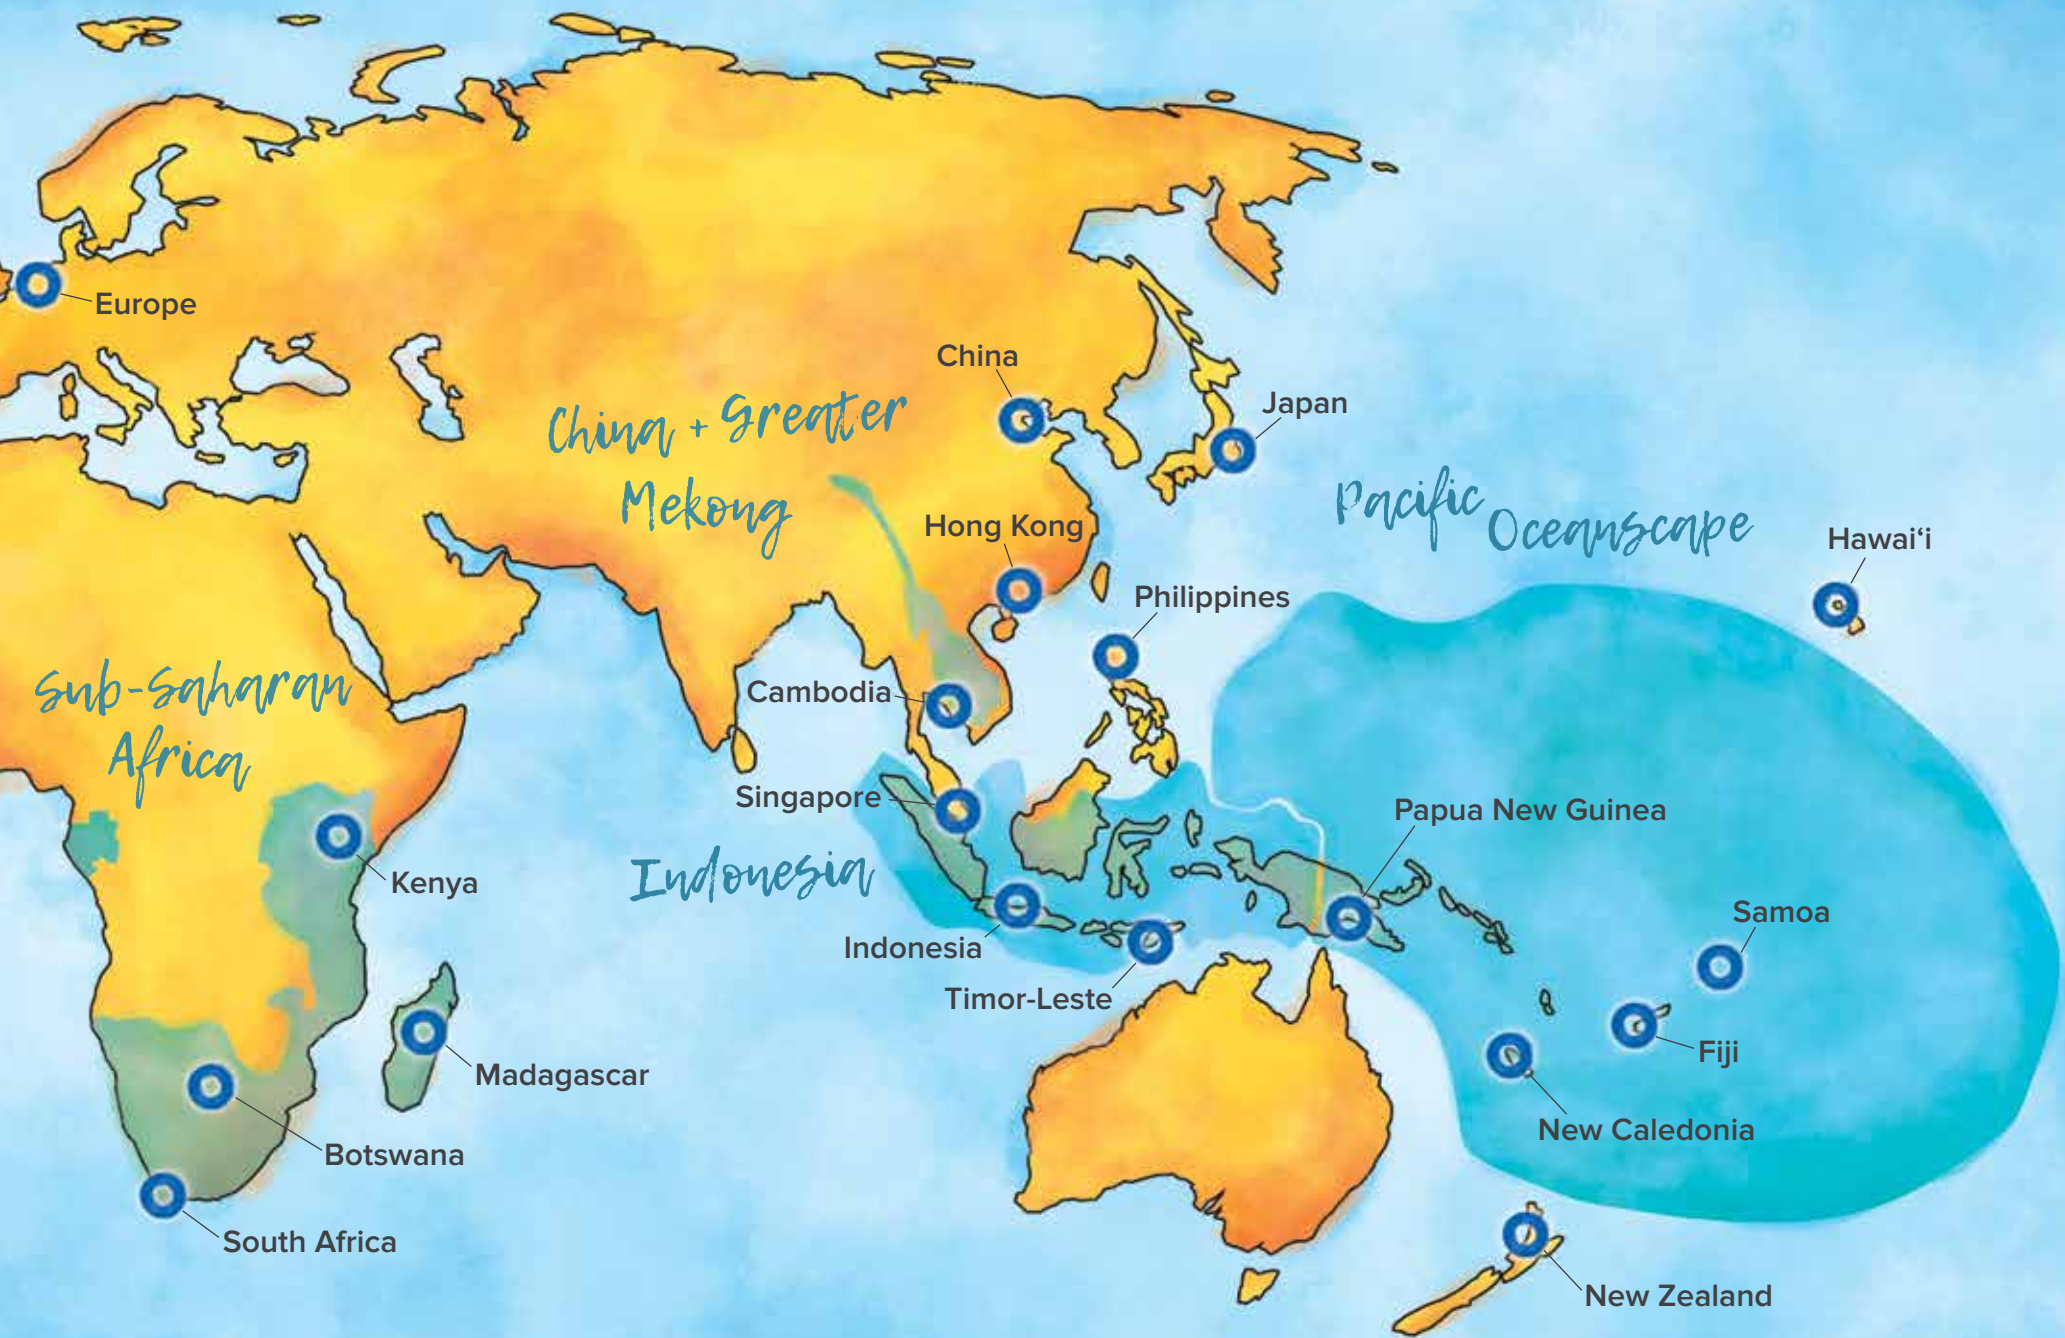 Europe
China
Japan
China + Greater
Mekong
Pacific
Oceanscape
Hong Kong
Hawai‘i
Philippines
Sub-Saharan
Africa
Cambodia
Singapore
Papua New Guinea
Indonesia
Kenya
Samoa
Indonesia
Timor-Leste
Fiji
Madagascar
New Caledonia
Botswana
South Africa
New Zealand